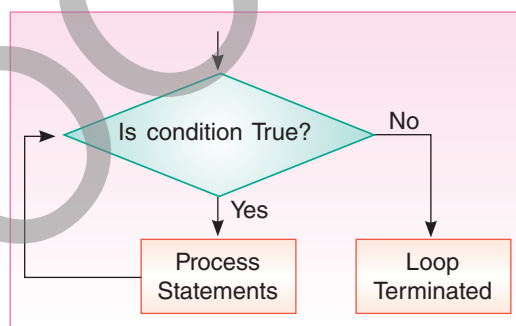 Is condition True?
No
Yes
Process
Statements
Loop
Terminated